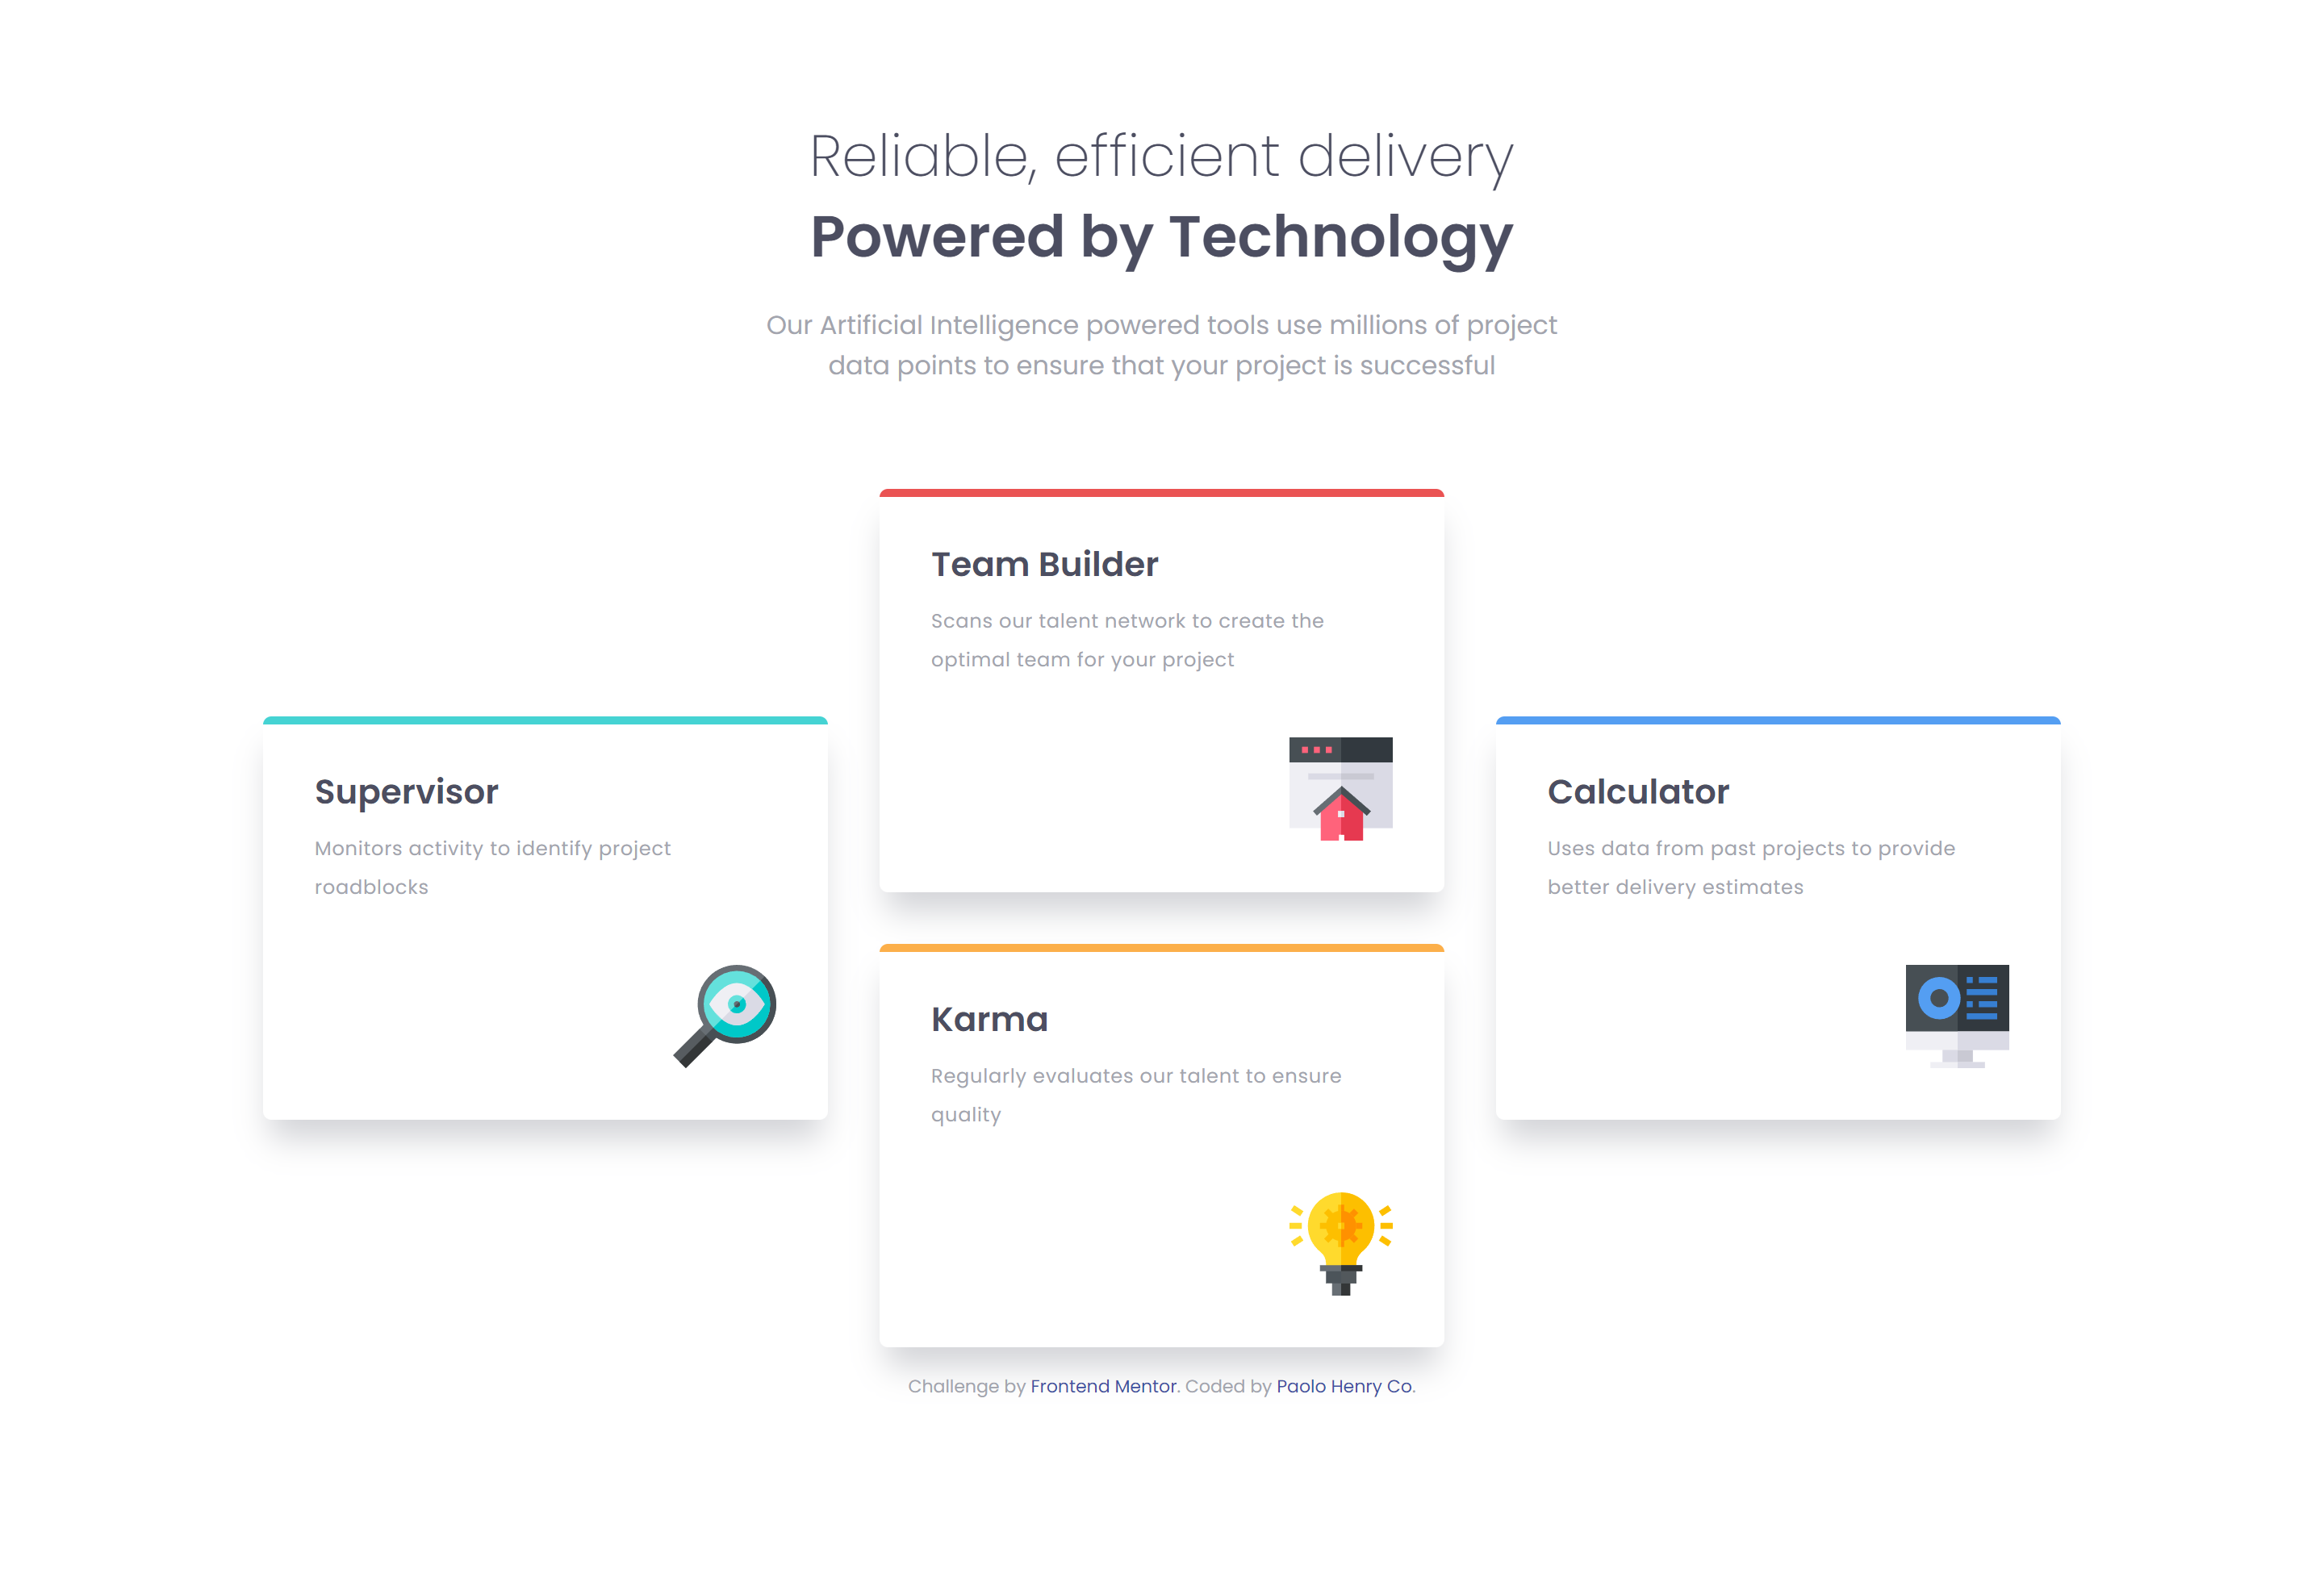 Reliable, efficient delivery
Powered by Technology
Our Artificial Intelligence powered tools use millions of project
data points to ensure that your project is successful
Supervisor
Monitors activity to identify project
roadblocks
Team Builder
Scans our talent network to create the
optimal team for your project
Karma
Regularly evaluates our talent to ensure
quality
Calculator
Uses data from past projects to provide
better delivery estimates
Challenge by Frontend Mentor. Coded by Paolo Henry Co.